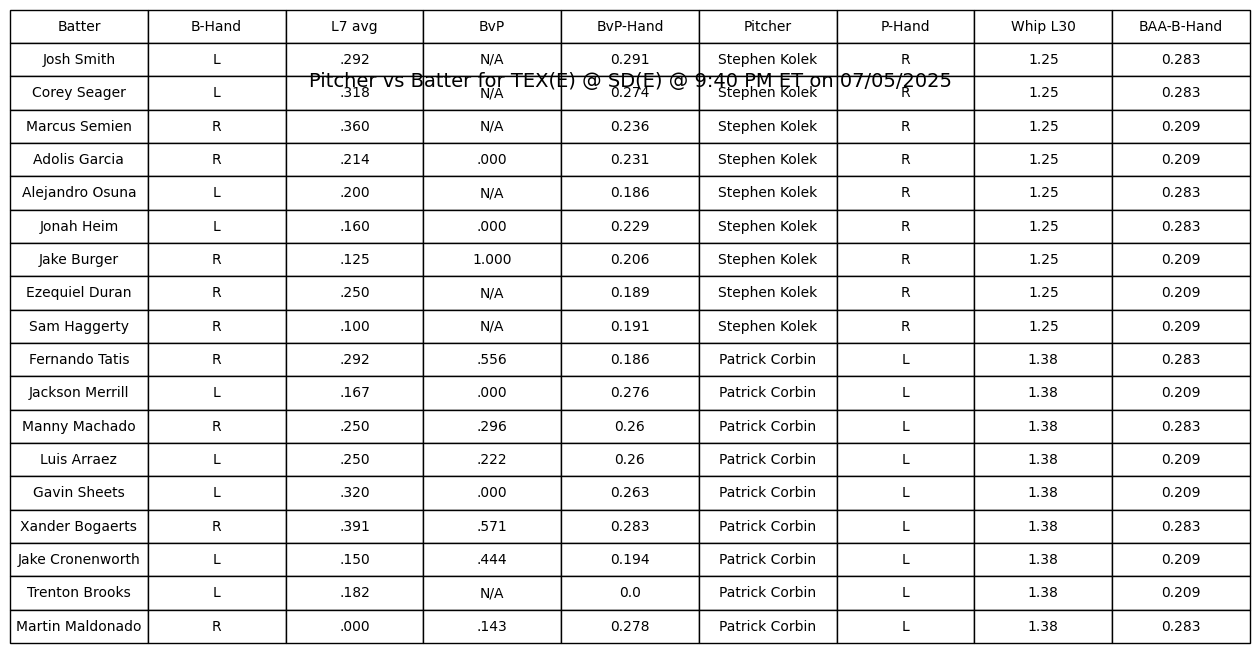 Batter B-Hand L7 avg BvP BvP-Hand Pitcher P-Hand Whip L30 BAA-B-Hand
Josh Smith L .292 N/A 0.291 Stephen Kolek R 1.25 0.283
Pitcher vs Batter for TEX(E) @ SD(E) @ 9:40 PM ET on 07/05/2025
Corey Seager L .318 N/A 0.274 Stephen Kolek R 1.25 0.283
Marcus Semien R .360 N/A 0.236 Stephen Kolek R 1.25 0.209
Adolis Garcia R .214 .000 0.231 Stephen Kolek R 1.25 0.209
Alejandro Osuna L .200 N/A 0.186 Stephen Kolek R 1.25 0.283
Jonah Heim L .160 .000 0.229 Stephen Kolek R 1.25 0.283
Jake Burger R .125 1.000 0.206 Stephen Kolek R 1.25 0.209
Ezequiel Duran R .250 N/A 0.189 Stephen Kolek R 1.25 0.209
Sam Haggerty R .100 N/A 0.191 Stephen Kolek R 1.25 0.209
Fernando Tatis R .292 .556 0.186 Patrick Corbin L 1.38 0.283
Jackson Merrill L .167 .000 0.276 Patrick Corbin L 1.38 0.209
Manny Machado R .250 .296 0.26 Patrick Corbin L 1.38 0.283
Luis Arraez L .250 .222 0.26 Patrick Corbin L 1.38 0.209
Gavin Sheets L .320 .000 0.263 Patrick Corbin L 1.38 0.209
Xander Bogaerts R .391 .571 0.283 Patrick Corbin L 1.38 0.283
Jake Cronenworth L .150 .444 0.194 Patrick Corbin L 1.38 0.209
Trenton Brooks L .182 N/A 0.0 Patrick Corbin L 1.38 0.209
Martin Maldonado R .000 .143 0.278 Patrick Corbin L 1.38 0.283